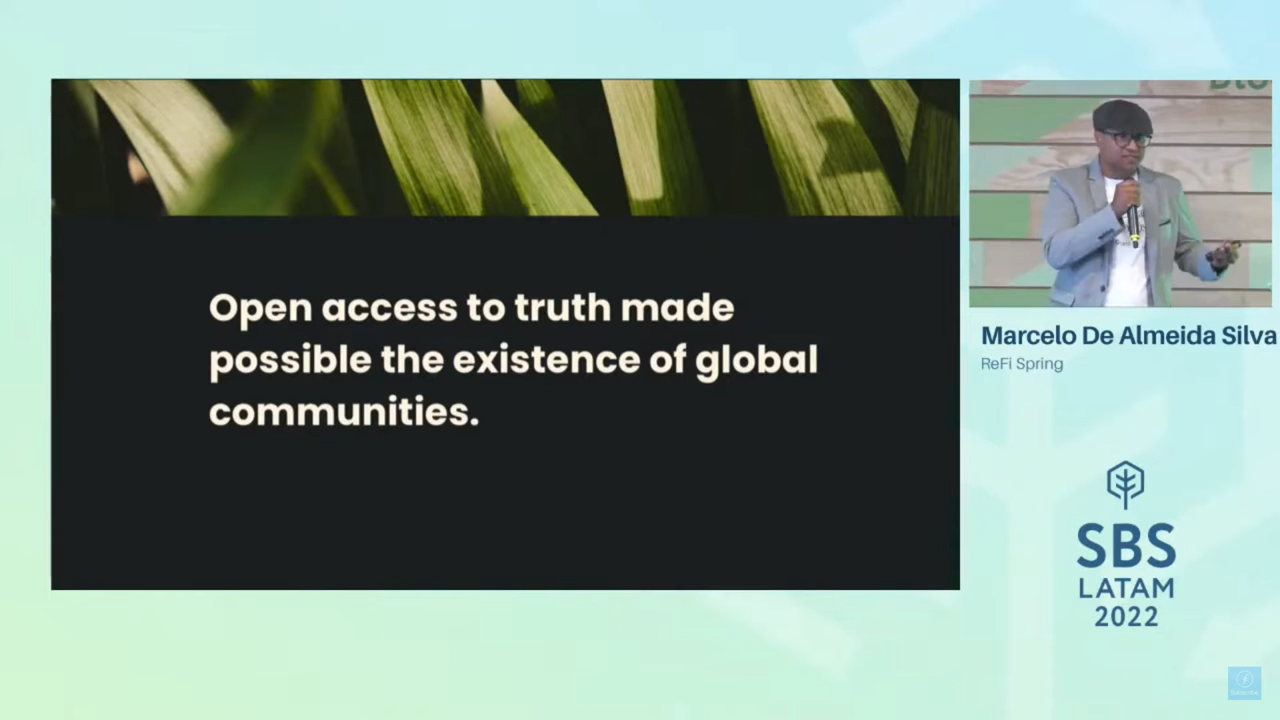 Open access to truth made
possible the existence of global
communities.
Marcelo De Almeida Silva
ReFi Spring
SBS
LATAM
2022
Subscribe